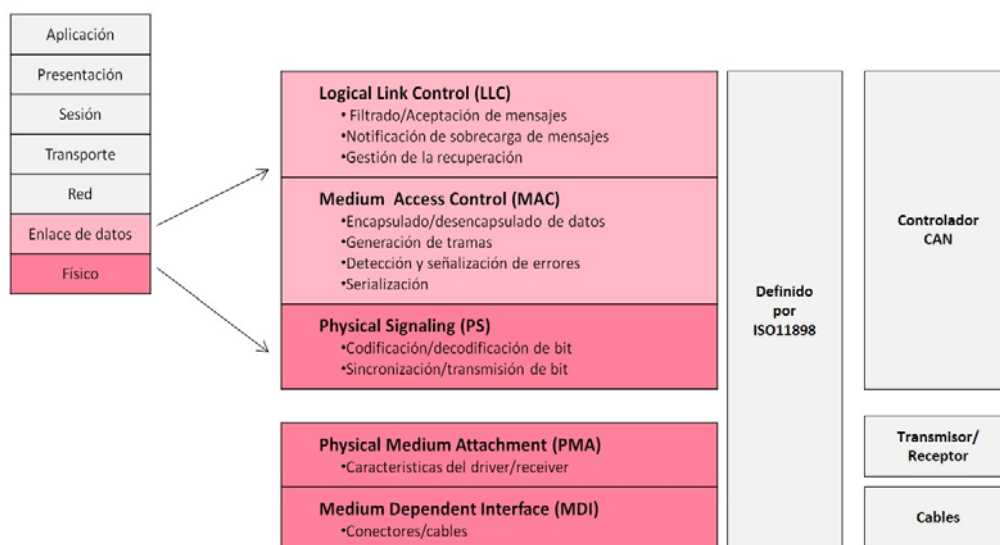 Aplicación
Presentación
Sesión
Transporte
Red
Enlace de datos
Físico
Logical Link Control (LLC)
•Filtrado/Aceptación de mensajes
•Notificación de sobrecarga de mensajes
•Gestión de la recuperación
Medium Access Control (MAC)
•Encapsulado/desencapsulado de datos
•Generación de tramas
•Detección y señalización de errores
•Serialización
Physical Signaling (PS)
•Codificación/decodificación de bit
•Sincronización/transmisión de bit
Physical Medium Attachment (PMA)
•Caracteristicas del driver/receiver
Medium Dependent Interface (MDI)
•Conectores/cables
Definido
por
ISO11898
Controlador
CAN
Transmisor/
Receptor
Cables